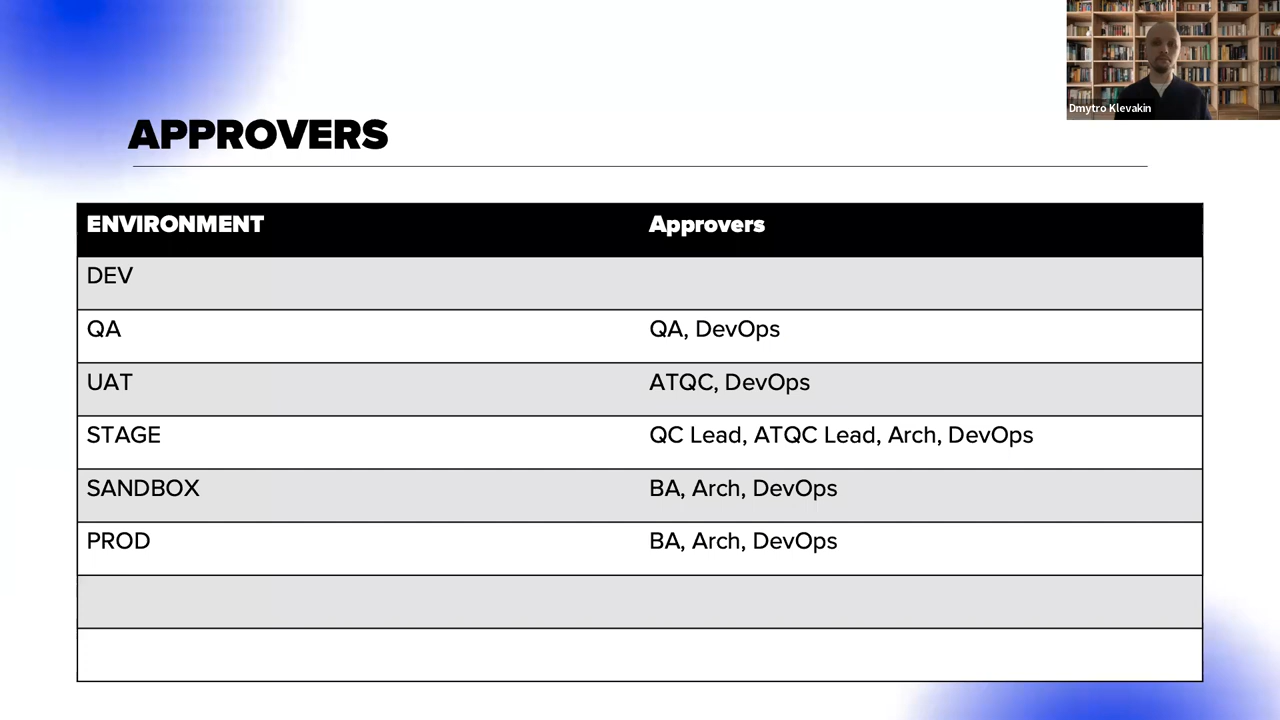 Dmytro Klevakin
APPROVERS
ENVIRONMENT Approvers
DEV
QA QA, DevOps
UAT ATQC, DevOps
STAGE QC Lead, ATQC Lead, Arch, DevOps
SANDBOX BA, Arch, DevOps
PROD BA, Arch, DevOps